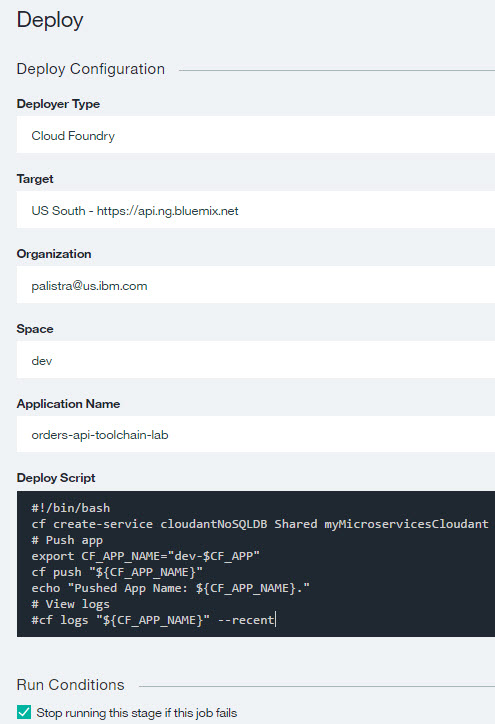 Deploy
Deploy Configuration
Deployer Type
Cloud Foundry
Target
US South - https://api.ng.bluemix.net
Organization
palistra@us.ibm.com
Space
dev
Application Name
orders-api-toolchain-lab
Deploy Script
#!/bin/bash
cf create-service cloudantNoSQLDB Shared myMicroservicesCloudant
# Push app
export CF_APP_NAME="dev-$CF_APP"
cf push "${CF_APP_NAME}"
echo "Pushed App Name: ${CF_APP_NAME}."
# View logs
#cf logs "${CF_APP_NAME}" --recent
Run Conditions
Stop running this stage if this job fails